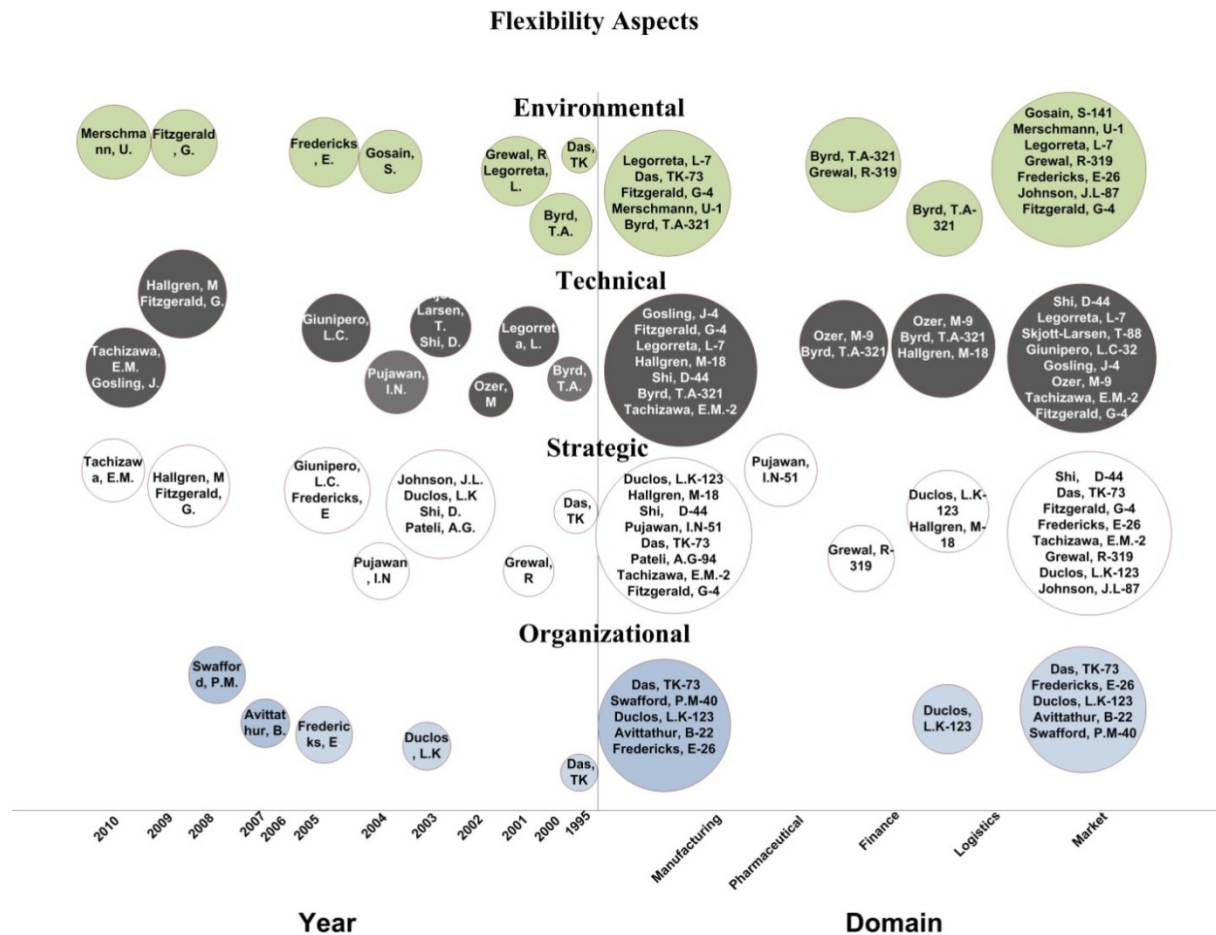 Flexibility Aspects
Environmental
Merschma
nn, U.
Fitzgerald
, G.
Fredericks
, E.
Gosain,
S.
Grewal, R
Legorreta,
L.
Das,
TK
Byrd,
T.A.
Legorreta, L-7
Das, TK-73
Fitzgerald, G-4
Merschmann, U-1
Byrd, T.A-321
Byrd, T.A-321
Grewal, R-319
Byrd, T.A-
321
Gosain, S-141
Merschmann, U-1
Legorreta, L-7
Grewal, R-319
Fredericks, E-26
Johnson, J.L-87
Fitzgerald, G-4
Technical
Tachizawa,
E.M.
Gosling, J.
Hallgren, M
Fitzgerald, G.
Giunipero,
L.C.
Pujawan,
I.N.
Larsen,
T.
Shi, D.
Ozer,
M
Legorret
a, L.
Byrd,
T.A.
Gosling, J-4
Fitzgerald, G-4
Legorreta, L-7
Hallgren, M-18
Shi, D-44
Byrd, T.A-321
Tachizawa, E.M.-2
Ozer, M-9
Byrd, T.A-321
Ozer, M-9
Byrd, T.A-321
Hallgren, M-18
Shi, D-44
Legorreta, L-7
Skjott-Larsen, T-88
Giunipero, L.C-32
Gosling, J-4
Ozer, M-9
Tachizawa, E.M.-2
Fitzgerald, G-4
Strategic
Tachizaw
a, E.M.
Hallgren, M
Fitzgerald,
G.
Giunipero,
L.C.
Fredericks,
E
Pujawan
, I.N
Johnson, J.L.
Duclos, L.K
Shi, D.
Pateli, A.G.
Grewal,
R
Das,
TK
Duclos, L.K-123
Hallgren, M-18
Shi, D-44
Pujawan, I.N-51
Das, TK-73
Pateli, A.G-94
Tachizawa, E.M.-2
Fitzgerald, G-4
Pujawan,
I.N-51
Grewal, R-
319
Duclos, L.K-
123
Hallgren, M-
18
Shi, D-44
Das, TK-73
Fitzgerald, G-4
Fredericks, E-26
Tachizawa, E.M.-2
Grewal, R-319
Duclos, L.K-123
Johnson, J.L-87
Organizational
Swaffor
d, P.M.
Avittat
hur, B.
Frederic
ks, E
Duclos
, L.K
Das,
TK
Das, TK-73
Swafford, P.M-40
Duclos, L.K-123
Avittathur, B-22
Fredericks, E-26
Duclos,
L.K-123
Das, TK-73
Fredericks, E-26
Duclos, L.K-123
Avittathur, B-22
Swafford, P.M-40
2010
2009
2008
2007
2006
2005
2004
2003
2002
2001
2000
1995
Manufacturing
Pharmaceutical
Finance
Logistics
Market
Year
Domain